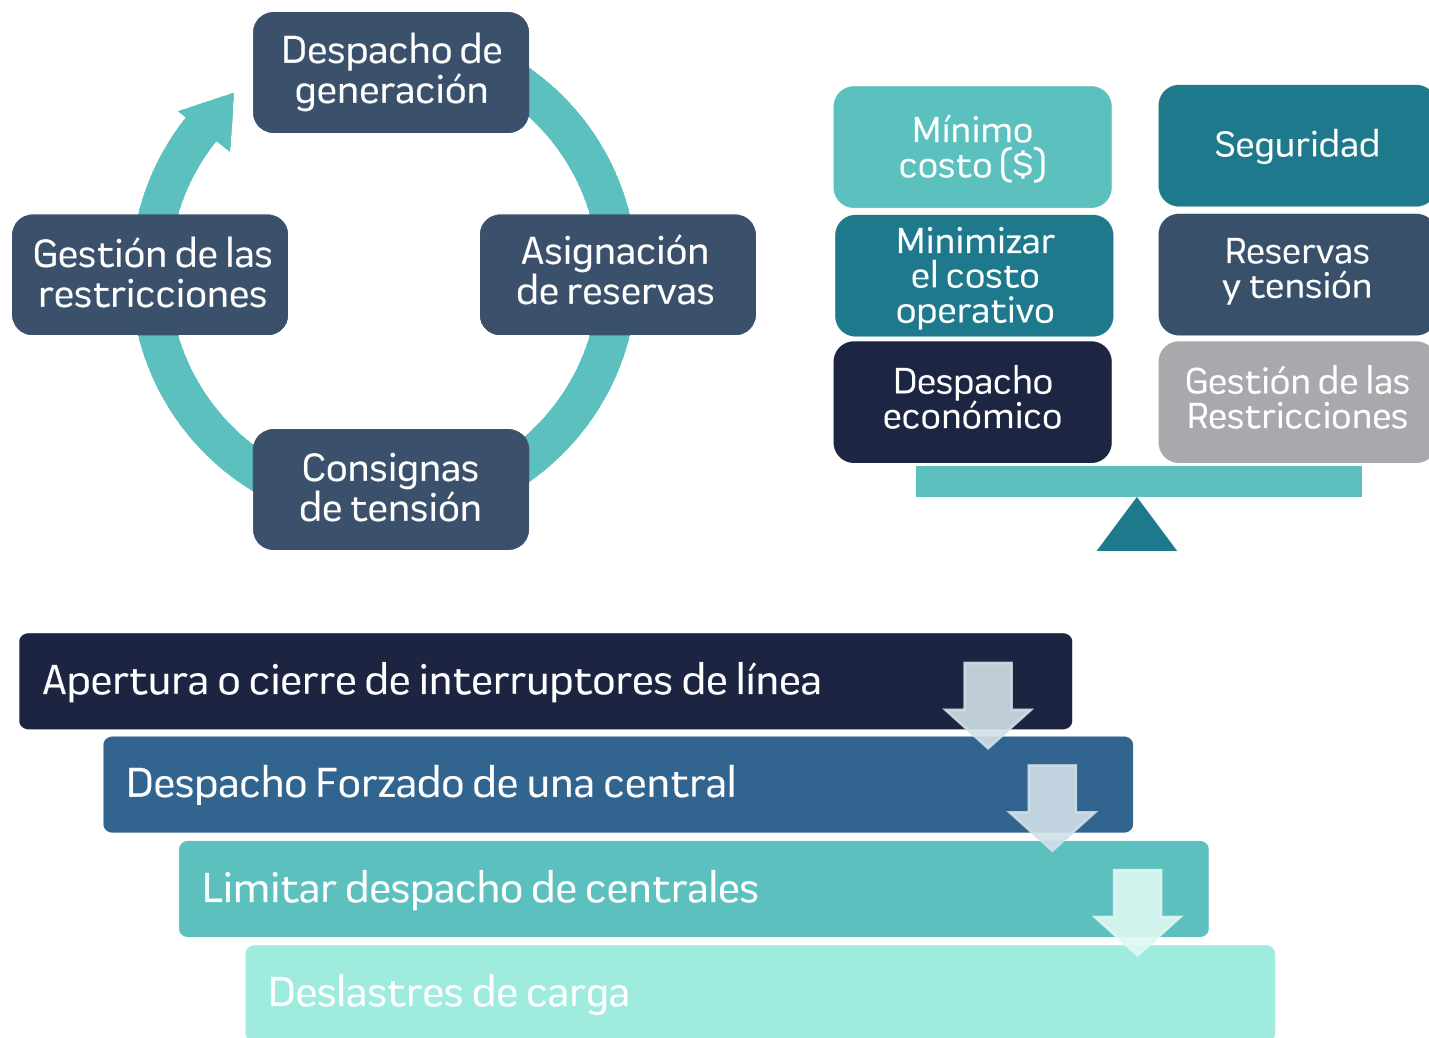 Despacho de
generación
Gestión de las
restricciones
Asignación
de reservas
Consignas
de tensión
Mínimo
costo ($)
Minimizar
el costo
operativo
Despacho
económico
Seguridad
Reservas
y tensión
Gestión de las
Restricciones
Apertura o cierre de interruptores de línea
Despacho Forzado de una central
Limitar despacho de centrales
Deslastres de carga